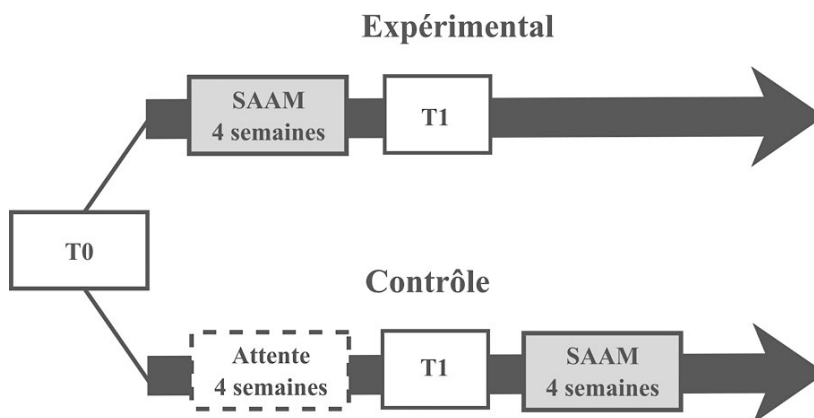 Expérimental
SAAM
4 semaines
T1
T0
Contrôle
Attente
4 semaines
T1
SAAM
4 semaines